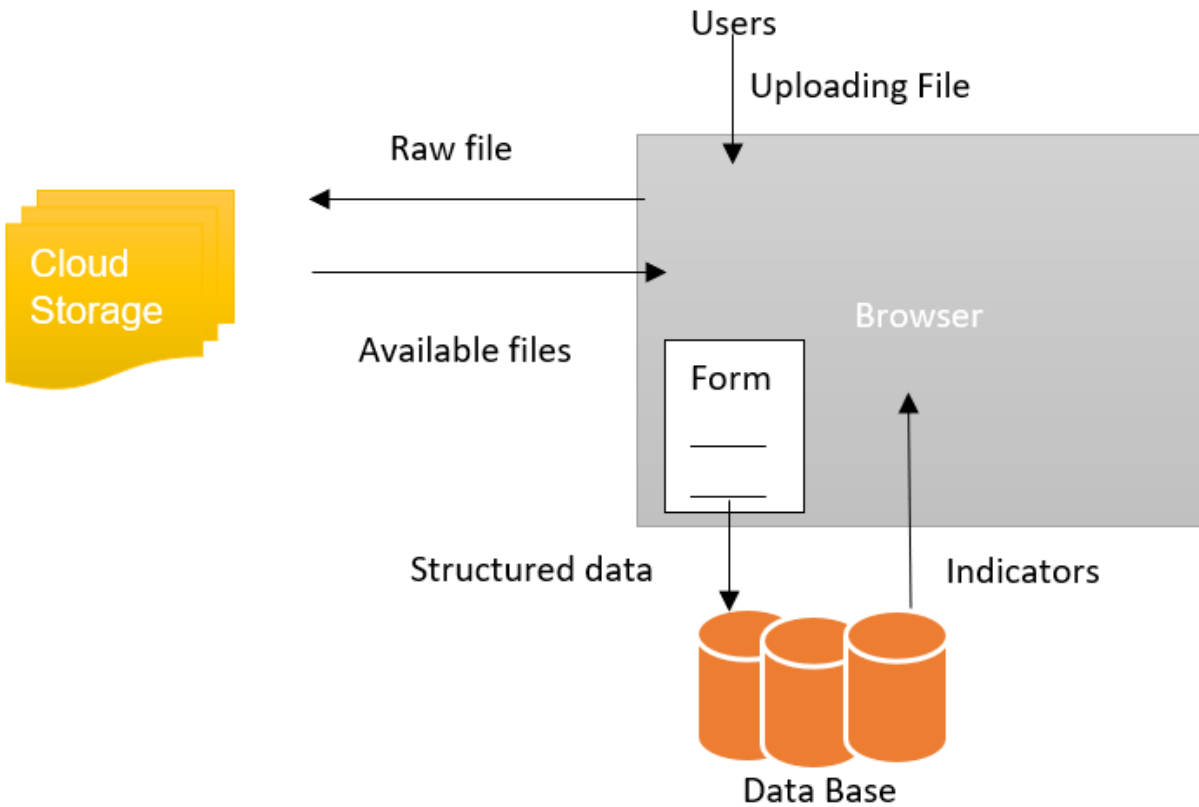 Users
Uploading File
Raw file
Cloud
Storage
Available files
Browser
Form
Structured data
Indicators
Data Base